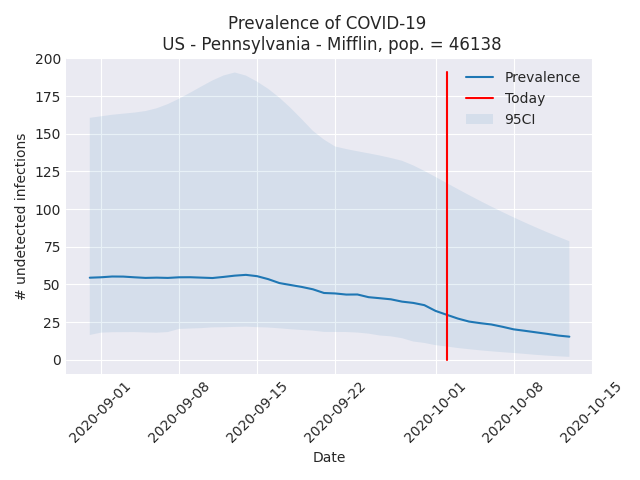 Prevalence of COVID-19
US - Pennsylvania - Mifflin, pop. = 46138
200
175
150
125
100
75
50
25
0
# undetected infections
Prevalence
Today
95CI
2020-09-01
2020-09-08
2020-09-15
2020-09-22
2020-10-01
2020-10-08
2020-10-15
Date